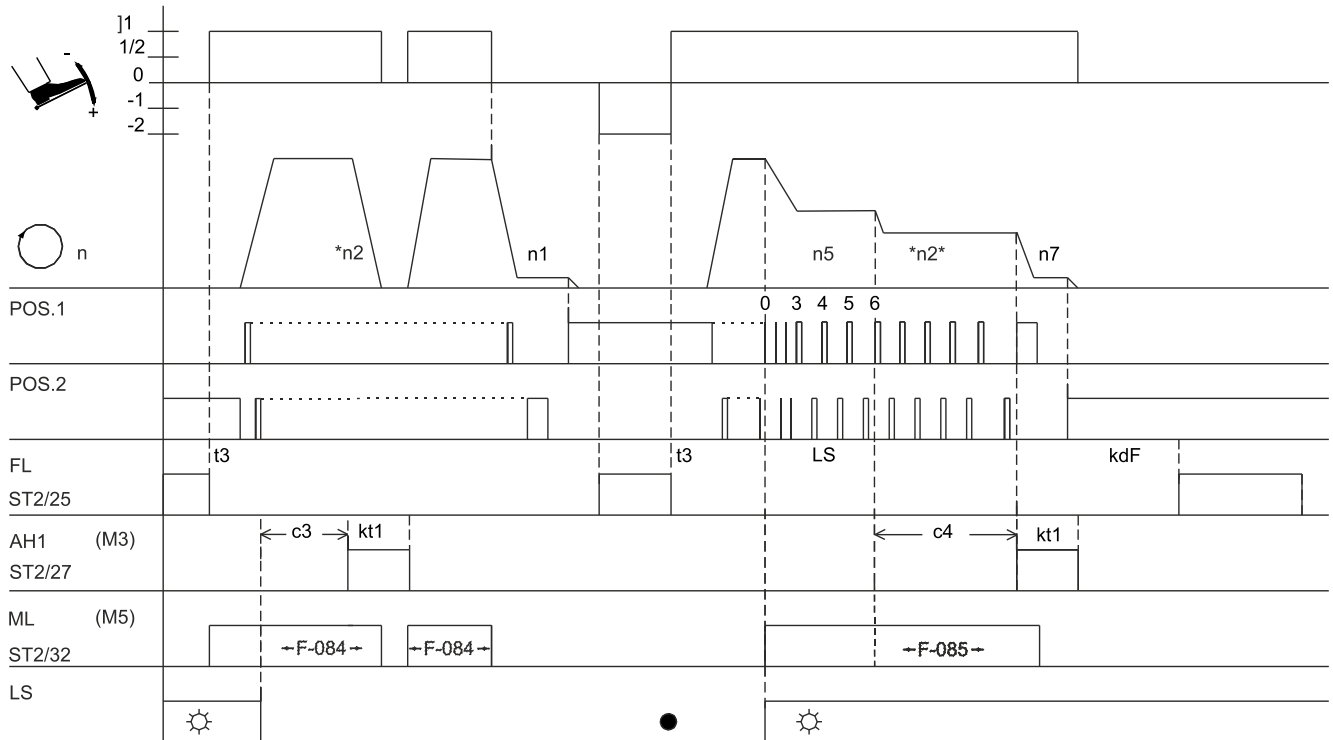 ]1
1/2
0
-1
-2
-
+
n
*n2
n1
n5
*n2*
n7
POS.1
0 3 4 5 6
POS.2
FL
ST2/25
t3
t3
LS
kdF
AH1 (M3)
ST2/27
c3
kt1
c4
kt1
ML (M5)
ST2/32
F-084
F-084
F-085
LS